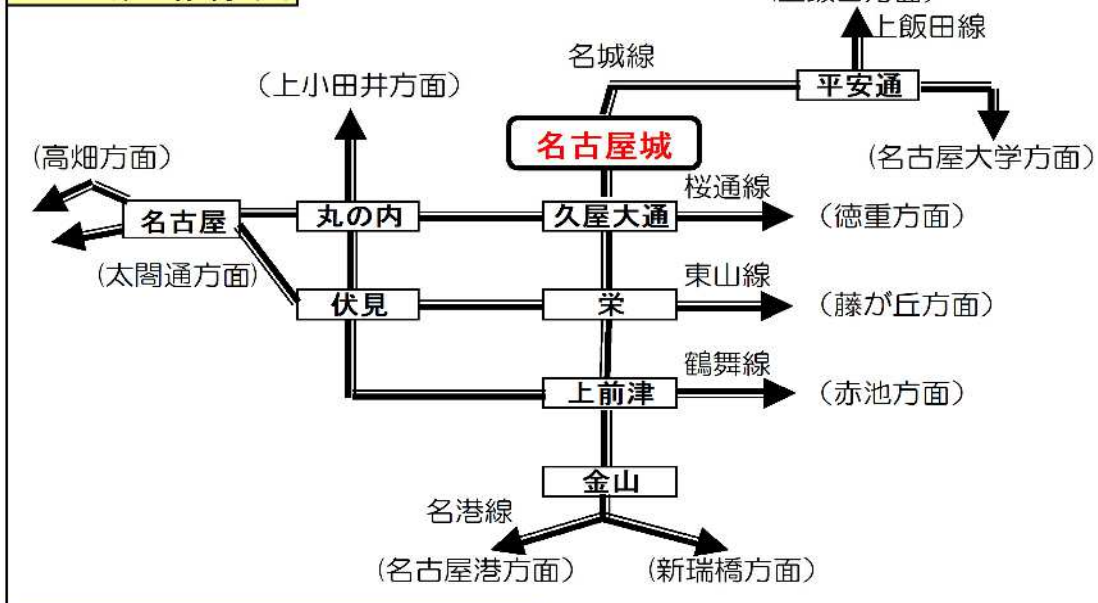 上飯田線
名城線
平安通
(上小田井方面)
名古屋城
(名古屋大学方面)
(高畑方面)
桜通線
名古屋
丸の内
久屋大通
(徳重方面)
(太閤通方面)
東山線
伏見
栄
(藤が丘方面)
鶴舞線
上前津
(赤池方面)
金山
名港線
(名古屋港方面)
(新瑞橋方面)